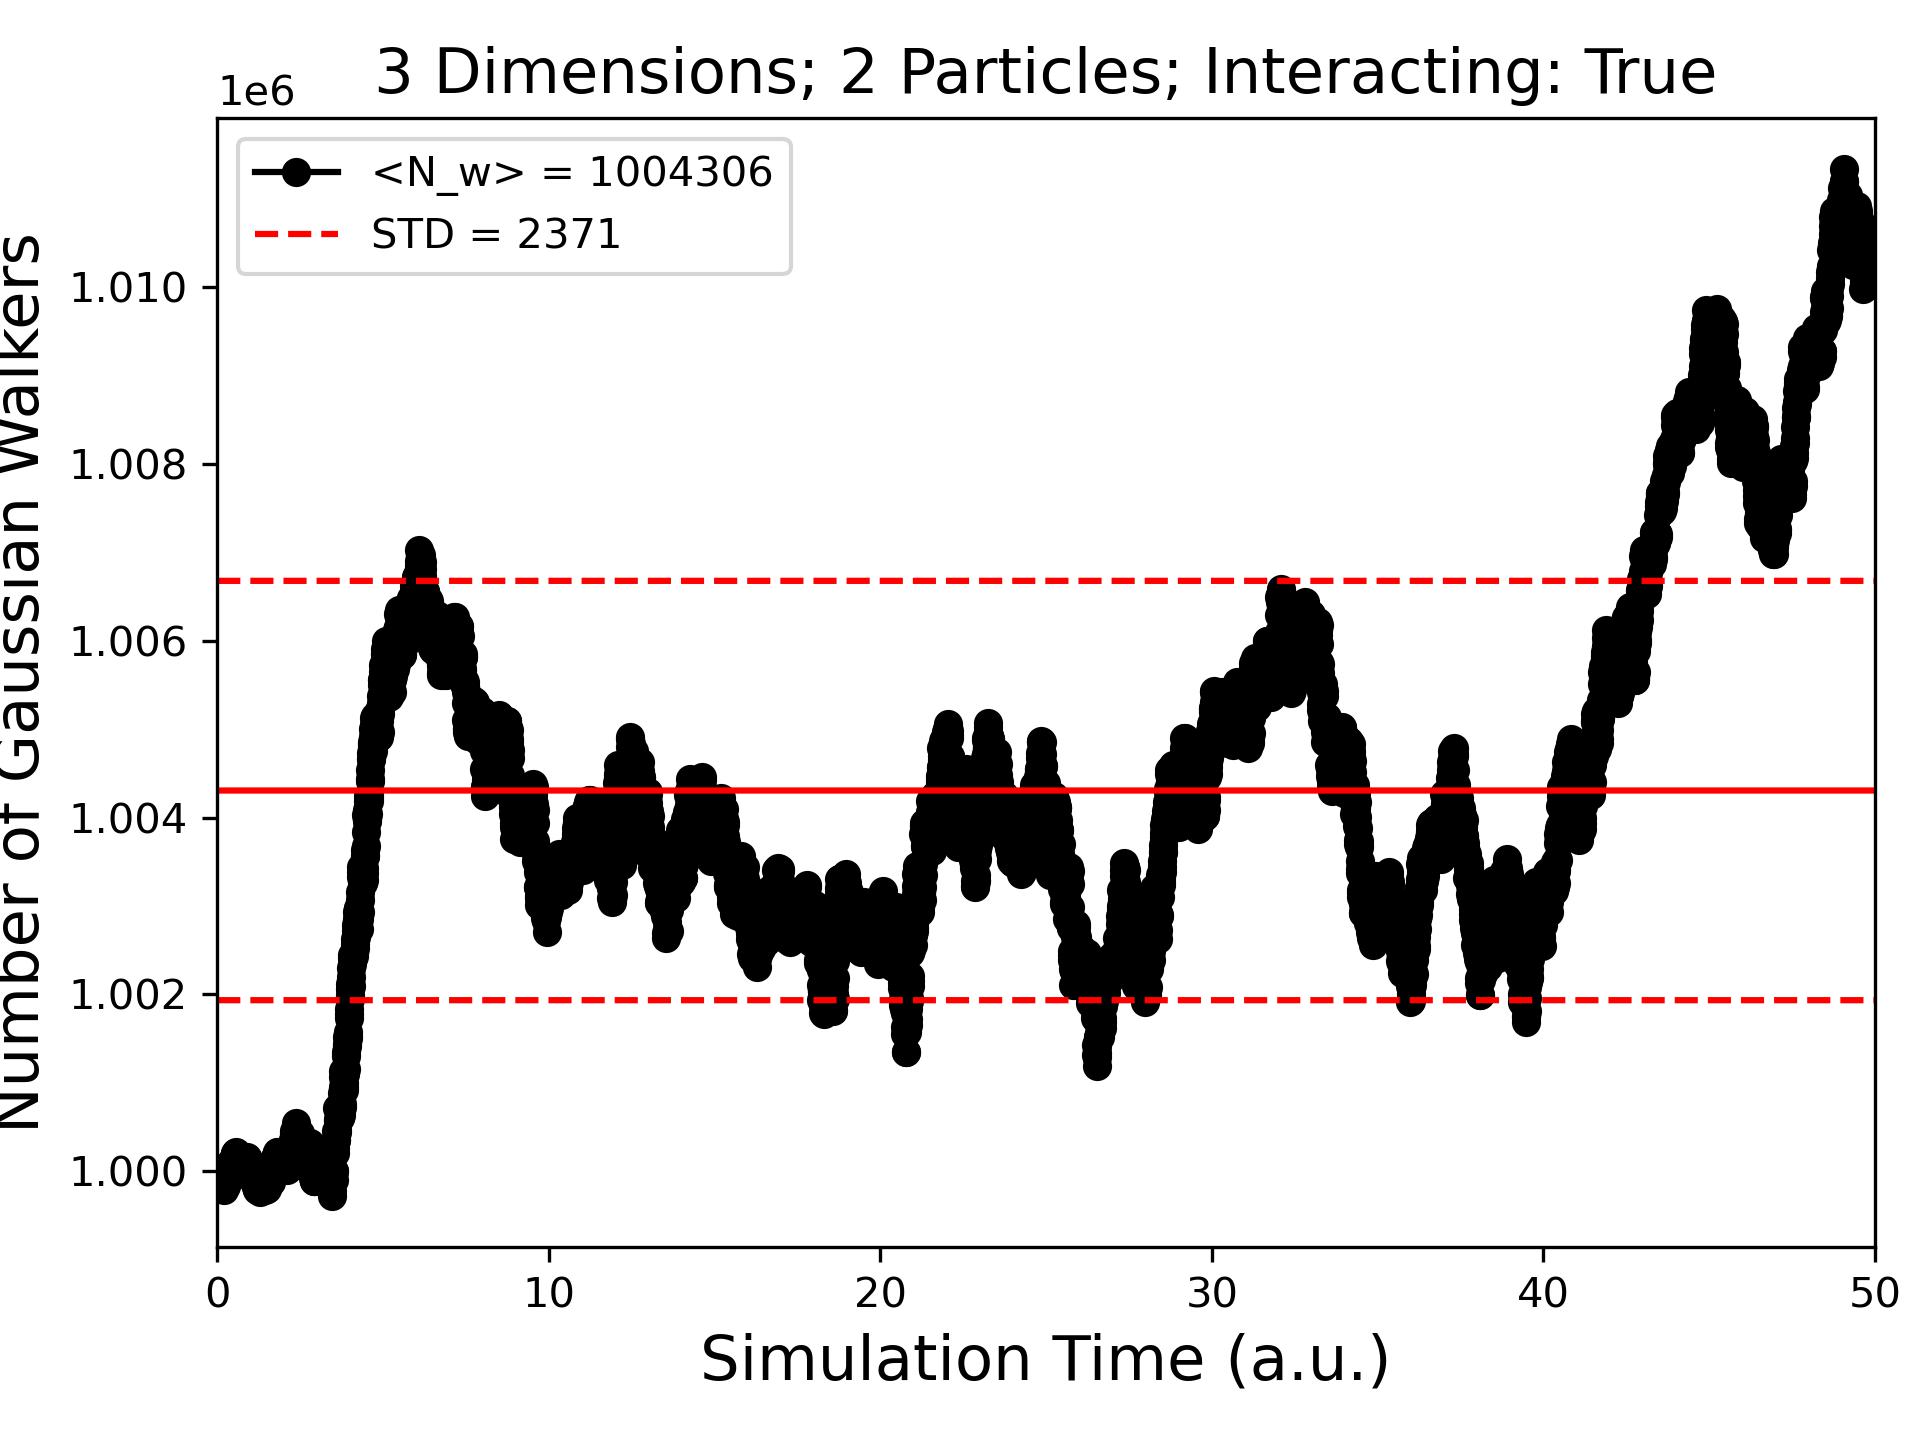 3 Dimensions; 2 Particles; Interacting: True
1e6
<N_w> = 1004306
STD = 2371
Number of Gaussian Walkers
1.010
1.008
1.006
1.004
1.002
1.000
0 10 20 30 40 50
Simulation Time (a.u.)